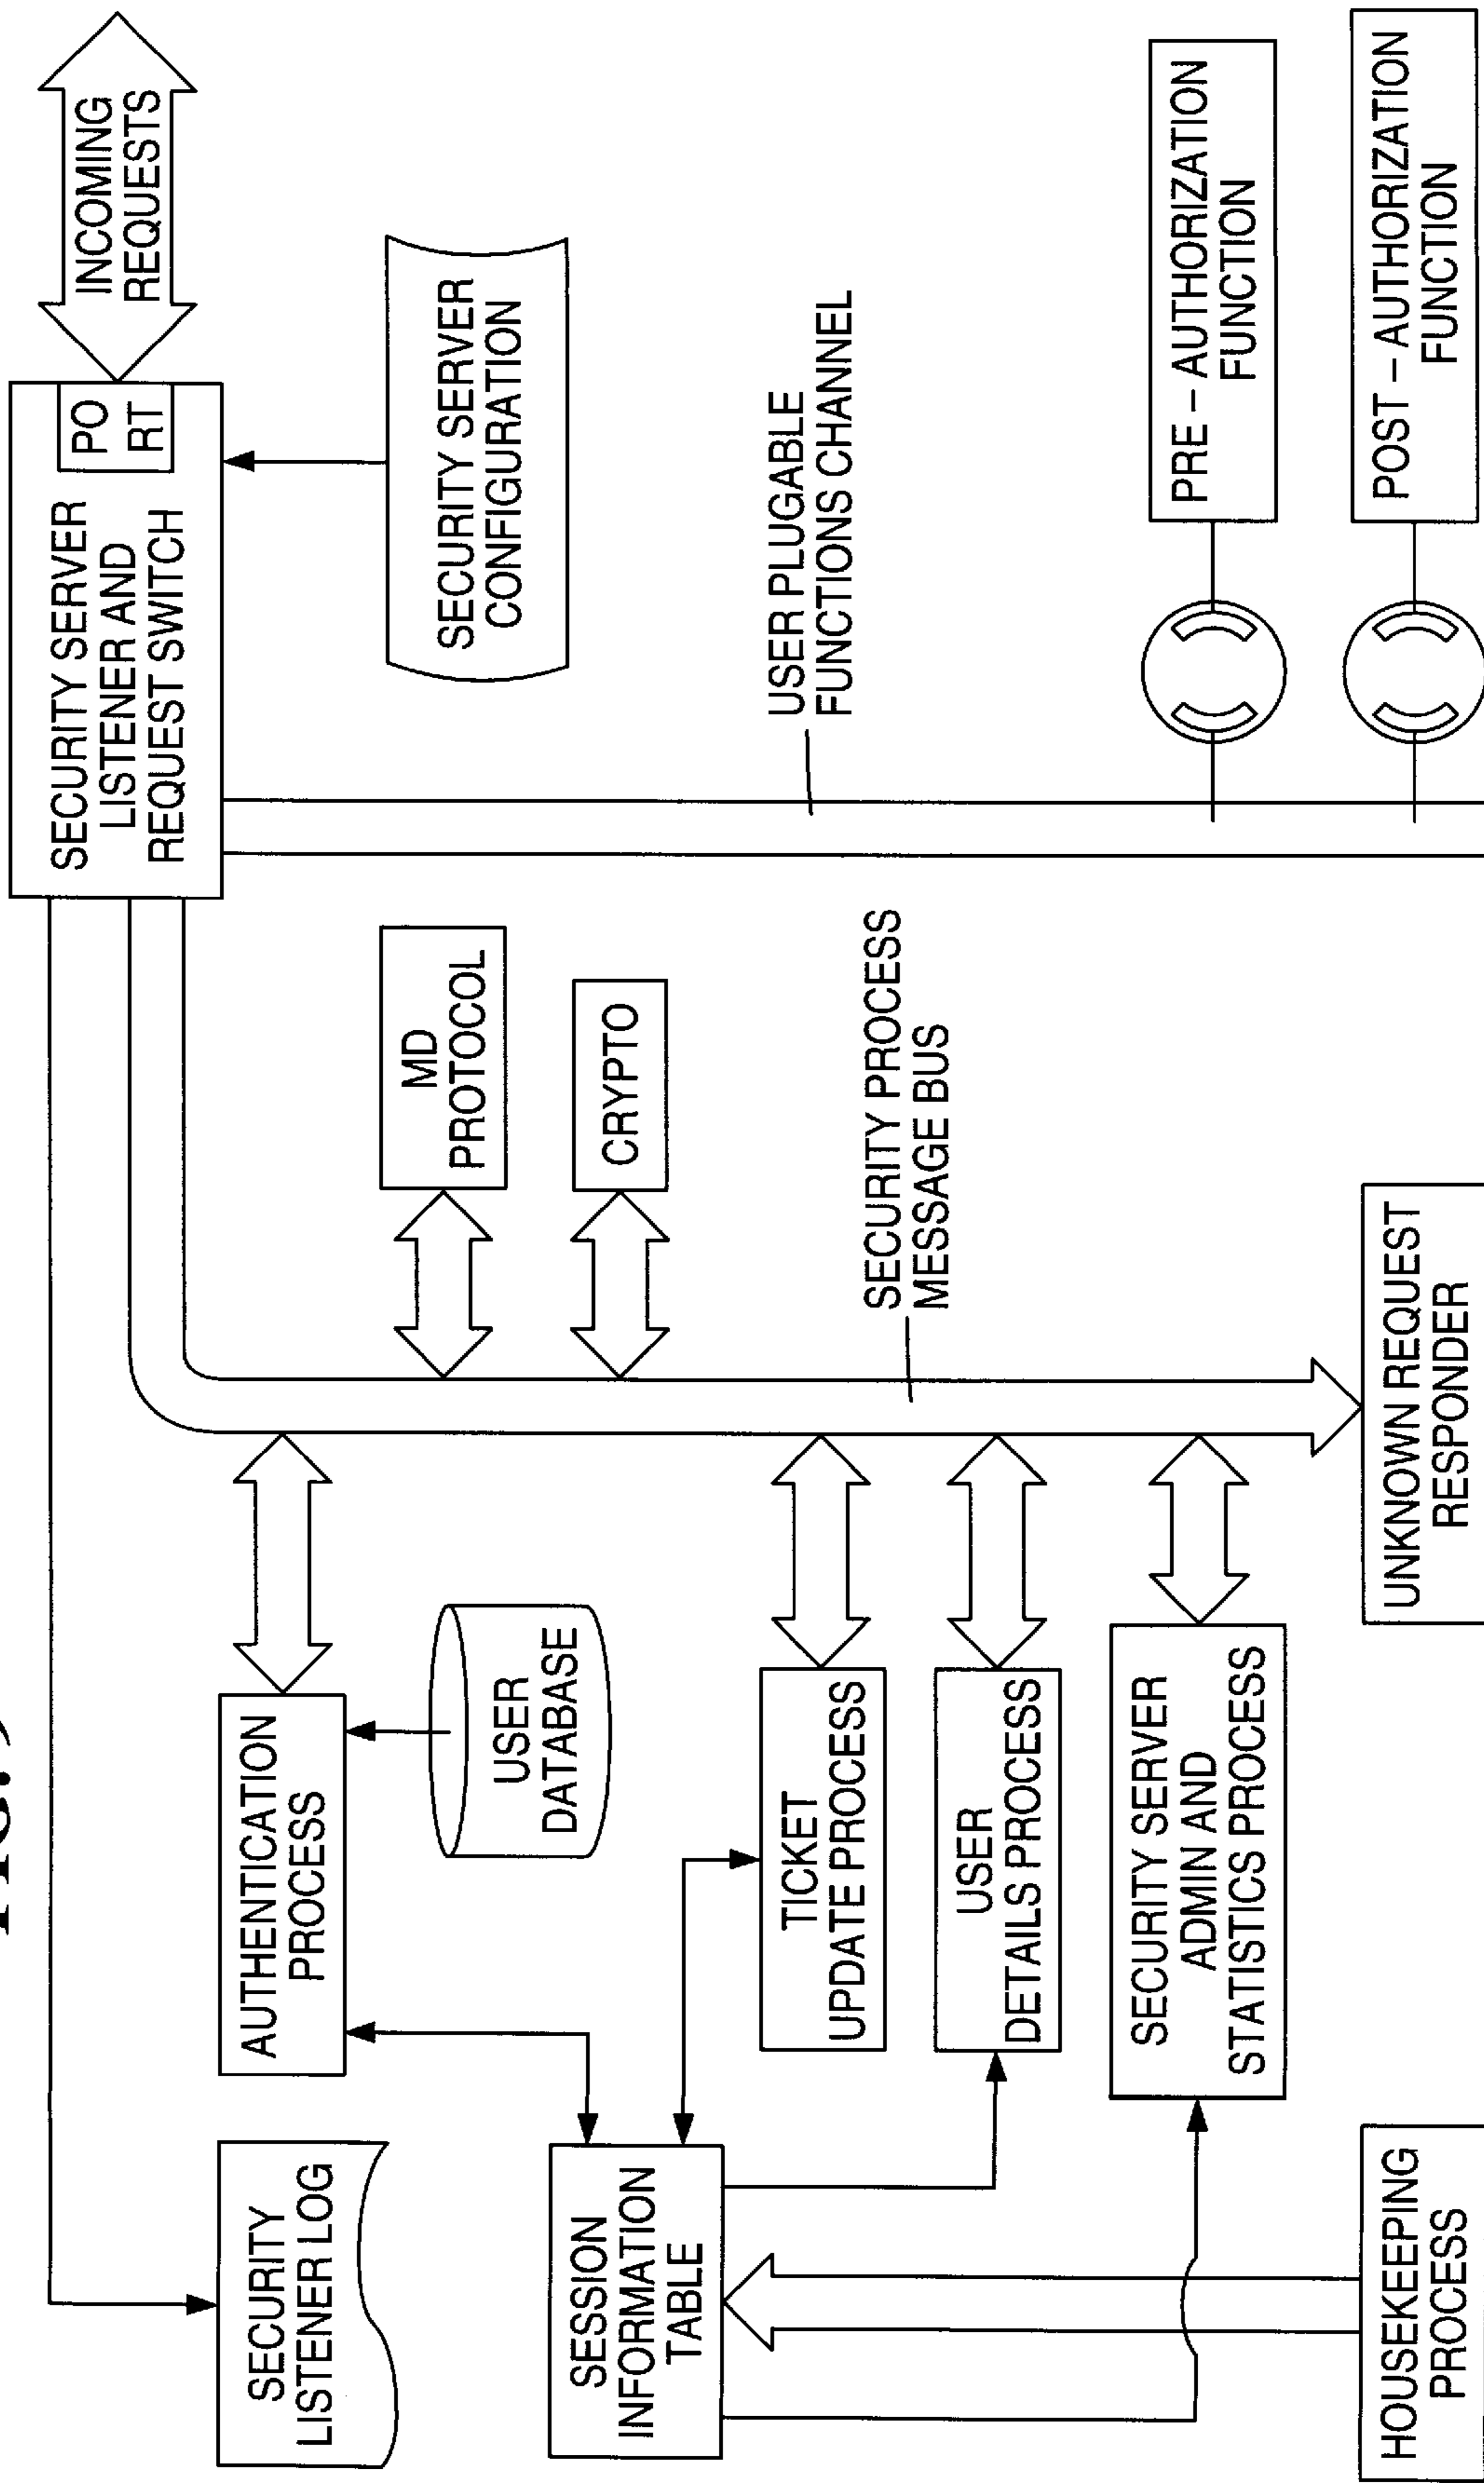 SECURITY
LISTENER LOG
AUTHENTICATION
PROCESS
SECURITY SERVER
LISTENER AND
REQUEST SWITCH
PO
RT
INCOMING
REQUESTS
USER
DATABASE
MD
PROTOCOL
SECURITY SERVER
CONFIGURATION
CRYPTO
SESSION
INFORMATION
TABLE
TICKET
UPDATE PROCESS
USER PLUGABLE
FUNCTIONS CHANNEL
SECURITY PROCESS
MESSAGE BUS
USER
DETAILS PROCESS
SECURITY SERVER
ADMIN AND
STATISTICS PROCESS
PRE – AUTHORIZATION
FUNCTION
HOUSEKEEPING
PROCESS
UNKNOWN REQUEST
RESPONDER
POST – AUTHORIZATION
FUNCTION